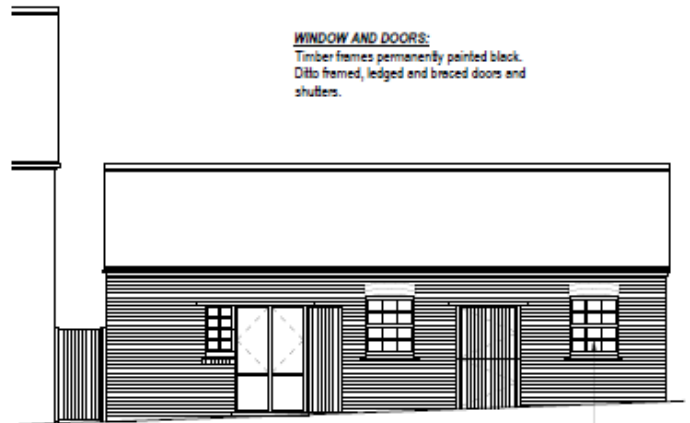 WINDOW AND DOORS:
Timber frames permanently painted black.
Ditto framed, ledged and braced doors and
shutters.